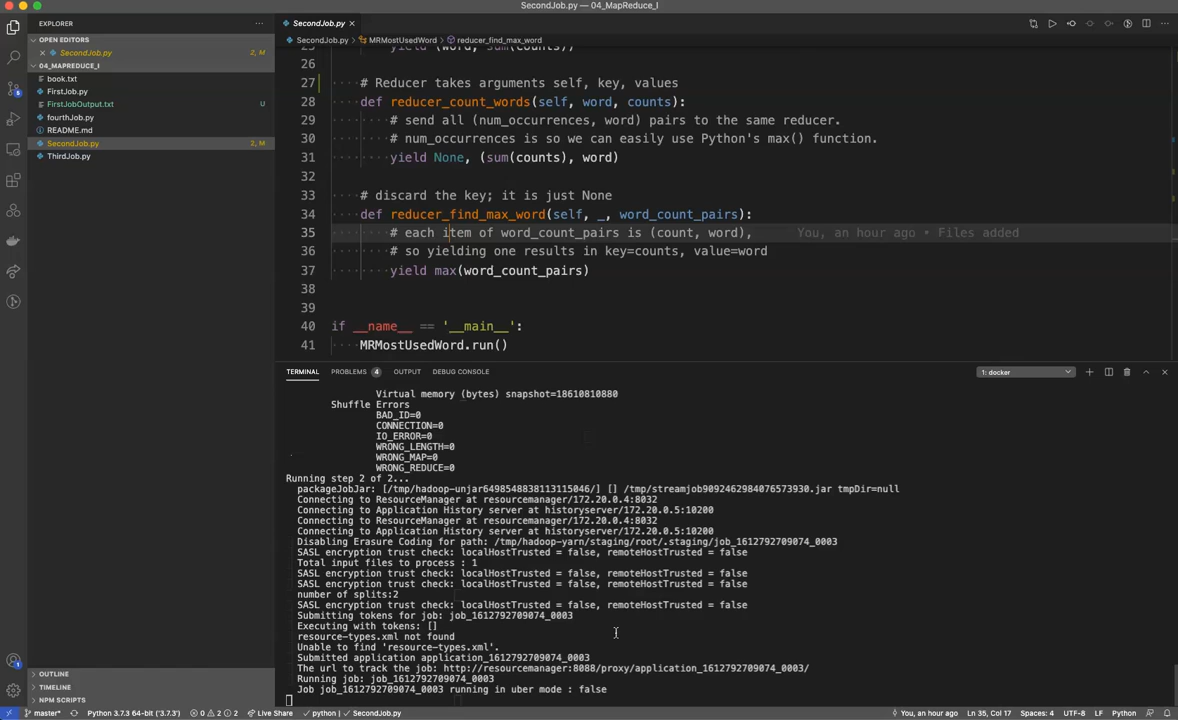 SecondJob.py — 04_MapReduce_I
EXPLORER
OPEN EDITORS
SecondJob.py 2, M
04_MAPREDUCE_I
book.txt
FirstJob.py
FirstJobOutput.txt U
fourthJob.py
README.md
SecondJob.py 2, M
ThirdJob.py
OUTLINE
TIMELINE
NPM SCRIPTS
SecondJob.py
SecondJob.py > MRMostUsedWord > reducer_find_max_word
26
27 # Reducer takes arguments self, key, values
28 def reducer_count_words(self, word, counts):
29 # send all (num_occurrences, word) pairs to the same reducer.
30 # num_occurrences is so we can easily use Python's max() function.
31 yield None, (sum(counts), word)
32
33 # discard the key; it is just None
34 def reducer_find_max_word(self, _, word_count_pairs):
35 # each item of word_count_pairs is (count, word), You, an hour ago • Files added
36 # so yielding one results in key=counts, value=word
37 yield max(word_count_pairs)
38
39
40 if __name__ == '__main__':
41 MRMostUsedWord.run()
TERMINAL PROBLEMS 4 OUTPUT DEBUG CONSOLE 1: docker
Virtual memory (bytes) snapshot=18610810880
Shuffle Errors
BAD_ID=0
CONNECTION=0
IO_ERROR=0
WRONG_LENGTH=0
WRONG_MAP=0
WRONG_REDUCE=0
Running step 2 of 2...
packageJobJar: [/tmp/hadoop-unjar6498548838113115046/] [] /tmp/streamjob9092462984076573930.jar tmpDir=null
Connecting to ResourceManager at resourcemanager/172.20.0.4:8032
Connecting to Application History server at historyserver/172.20.0.5:10200
Connecting to ResourceManager at resourcemanager/172.20.0.4:8032
Connecting to Application History server at historyserver/172.20.0.5:10200
Disabling Erasure Coding for path: /tmp/hadoop-yarn/staging/root/.staging/job_1612792709074_0003
SASL encryption trust check: localHostTrusted = false, remoteHostTrusted = false
Total input files to process : 1
SASL encryption trust check: localHostTrusted = false, remoteHostTrusted = false
SASL encryption trust check: localHostTrusted = false, remoteHostTrusted = false
number of splits:2
SASL encryption trust check: localHostTrusted = false, remoteHostTrusted = false
Submitting tokens for job: job_1612792709074_0003
Executing with tokens: []
resource-types.xml not found
Unable to find 'resource-types.xml'.
Submitted application application_1612792709074_0003
The url to track the job: http://resourcemanager:8088/proxy/application_1612792709074_0003/
Running job: job_1612792709074_0003
Job job_1612792709074_0003 running in uber mode : false
master* Python 3.7.3 64-bit ('3.7.3') 0 2 2 Live Share python | SecondJob.py You, an hour ago Ln 35, Col 17 Spaces: 4 UTF-8 LF Python